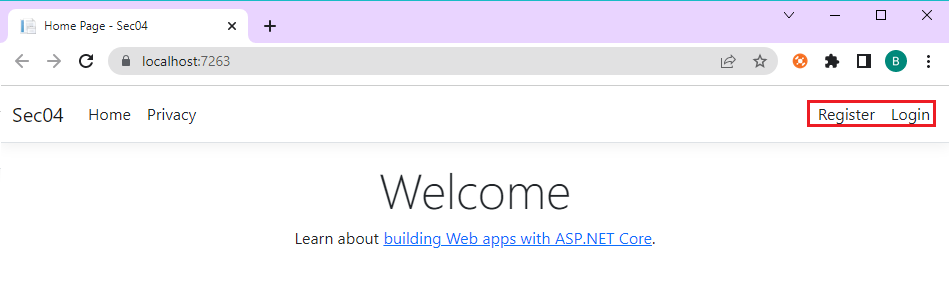 Home Page - Sec04
localhost:7263
B
Sec04 Home Privacy Register Login
Welcome
Learn about building Web apps with ASP.NET Core.